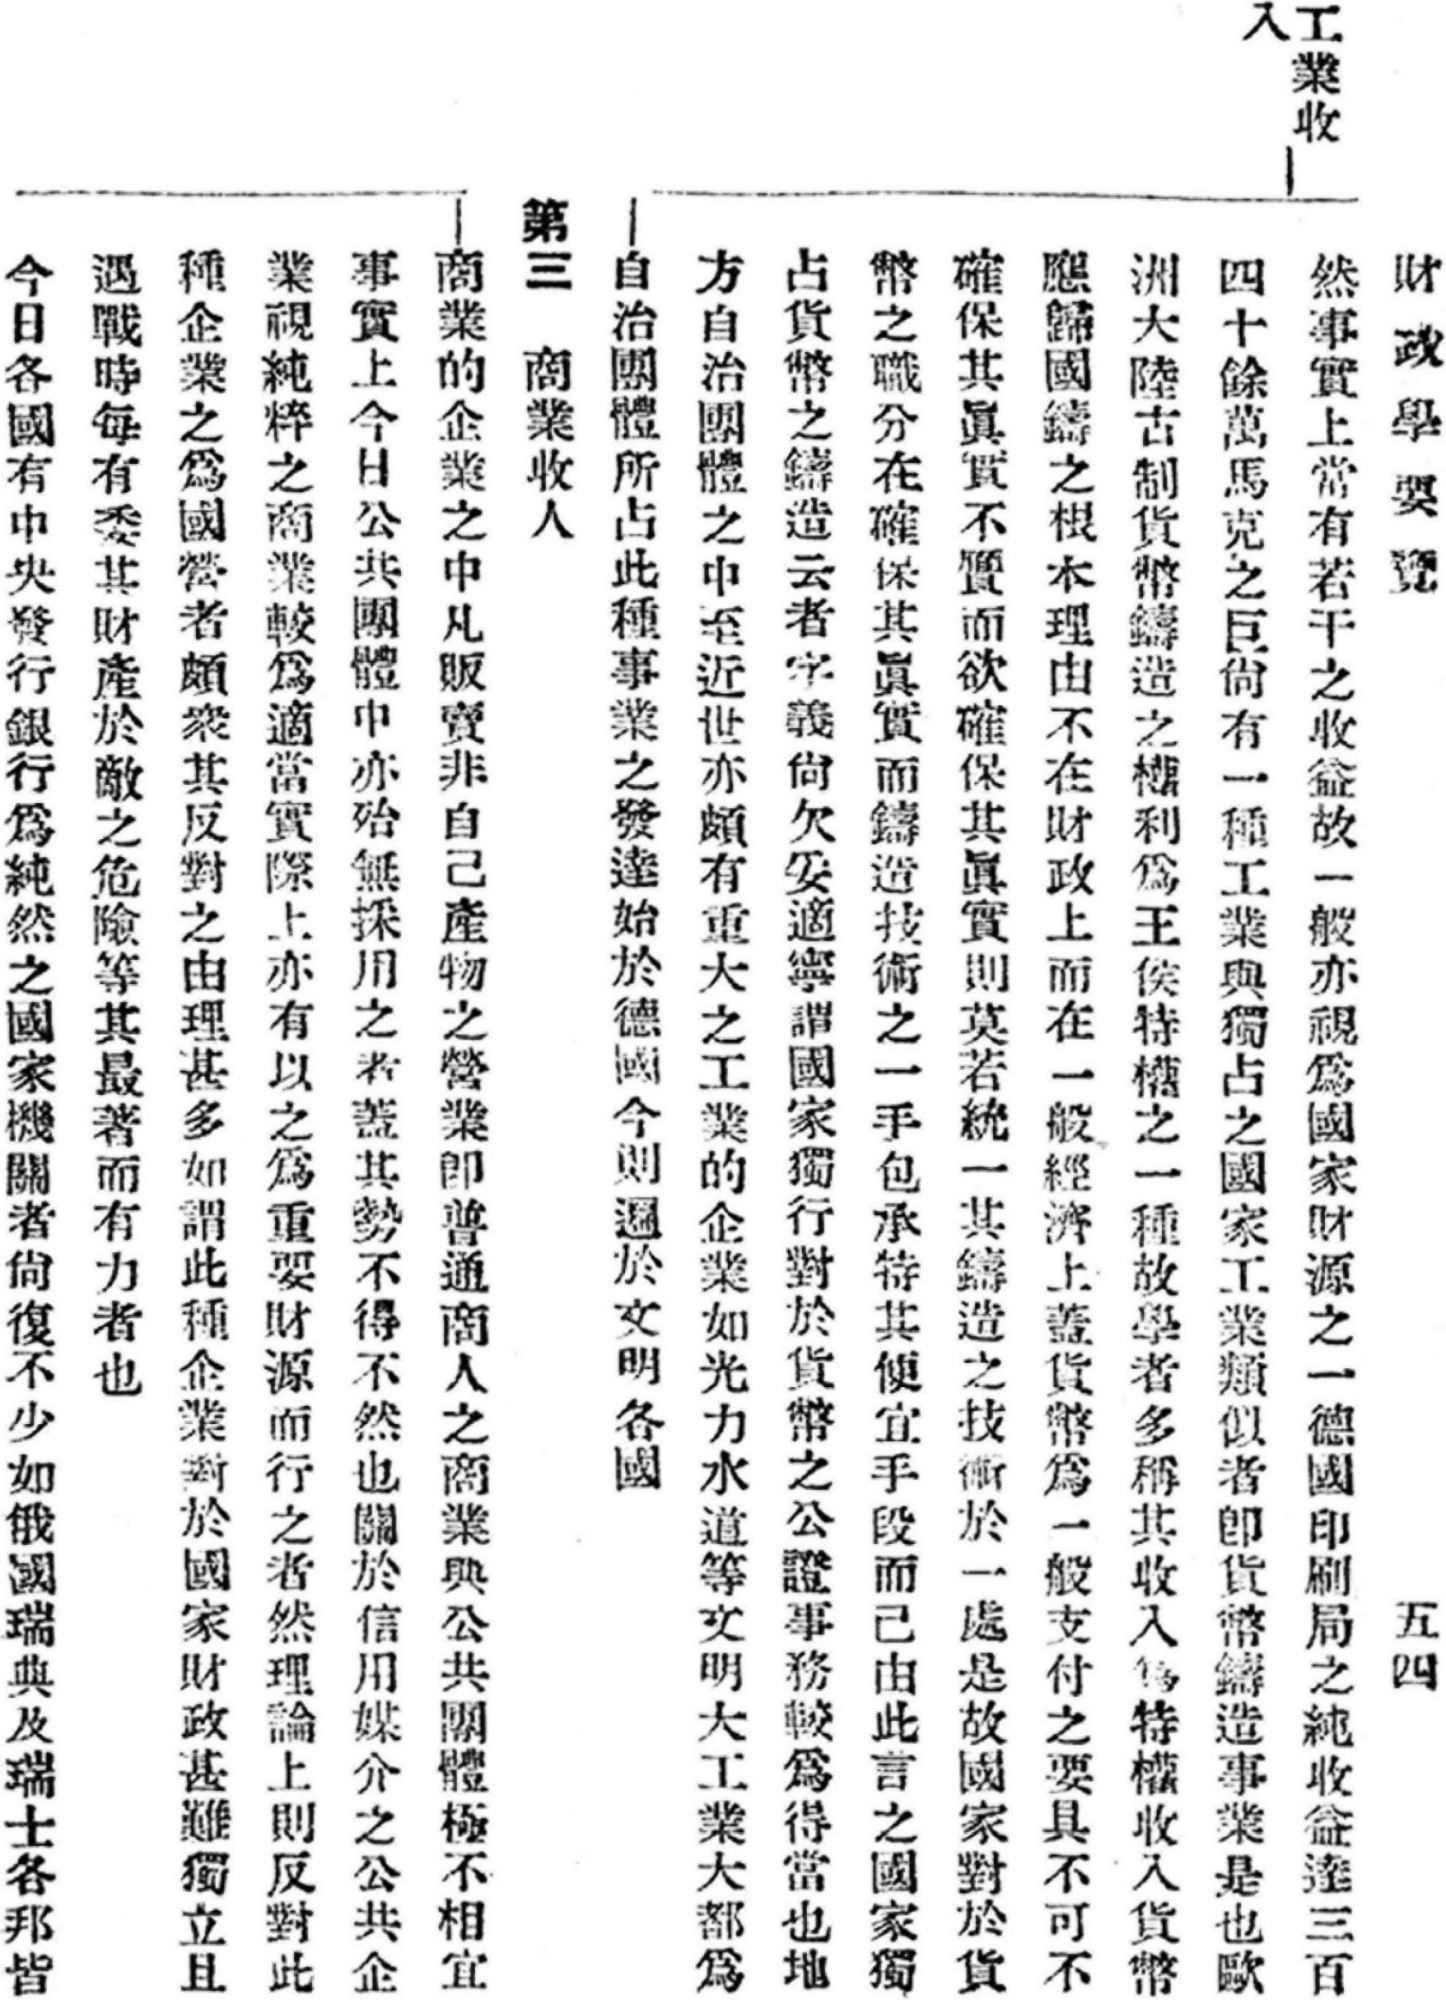 財政學要覽　五四
工業收
入
然事實上常有若干之收益故一般亦視爲國家財源之一德國印刷局之純收益達三百
四十餘萬馬克之巨尙有一種工業與獨占之國家工業類似者卽貨幣鑄造事業是也歐
洲大陸古制貨幣鑄造之權利爲王侯特權之一種故學者多稱其收入爲特權收入貨幣
應歸國鑄之根本理由不在財政上而在一般經濟上蓋貨幣爲一般支付之要具不可不
確保其眞實不贋而欲確保其眞實則莫若統一其鑄造之技術於一處是故國家對於貨
幣之職分在確保其眞實而鑄造技術之一手包承特其便宜手段而己由此言之國家獨
占貨幣之鑄造云者字義尙欠妥適寧謂國家獨行對於貨幣之公證事務較爲得當也地
方自治團體之中至近世亦頗有重大之工業的企業如光力水道等文明大工業大都爲
自治團體所占此種事業之發達始於德國今則遍於文明各國
第三　商業收人
商業的企業之中凡販賣非自己產物之營業卽普通商人之商業與公共團體極不相宜
事實上今日公共團體中亦殆無採用之者蓋其勢不得不然也關於信用媒介之公共企
業視純粹之商業較爲適當實際上亦有以之爲重要財源而行之者然理論上則反對此
種企業之爲國營者頗衆其反對之由理甚多如謂此種企業對於國家財政甚難獨立且
遇戰時每有委其財產於敵之危險等其最著而有力者也
今日各國有中央發行銀行爲純然之國家機關者尙復不少如俄國瑞典及瑞士各邦皆